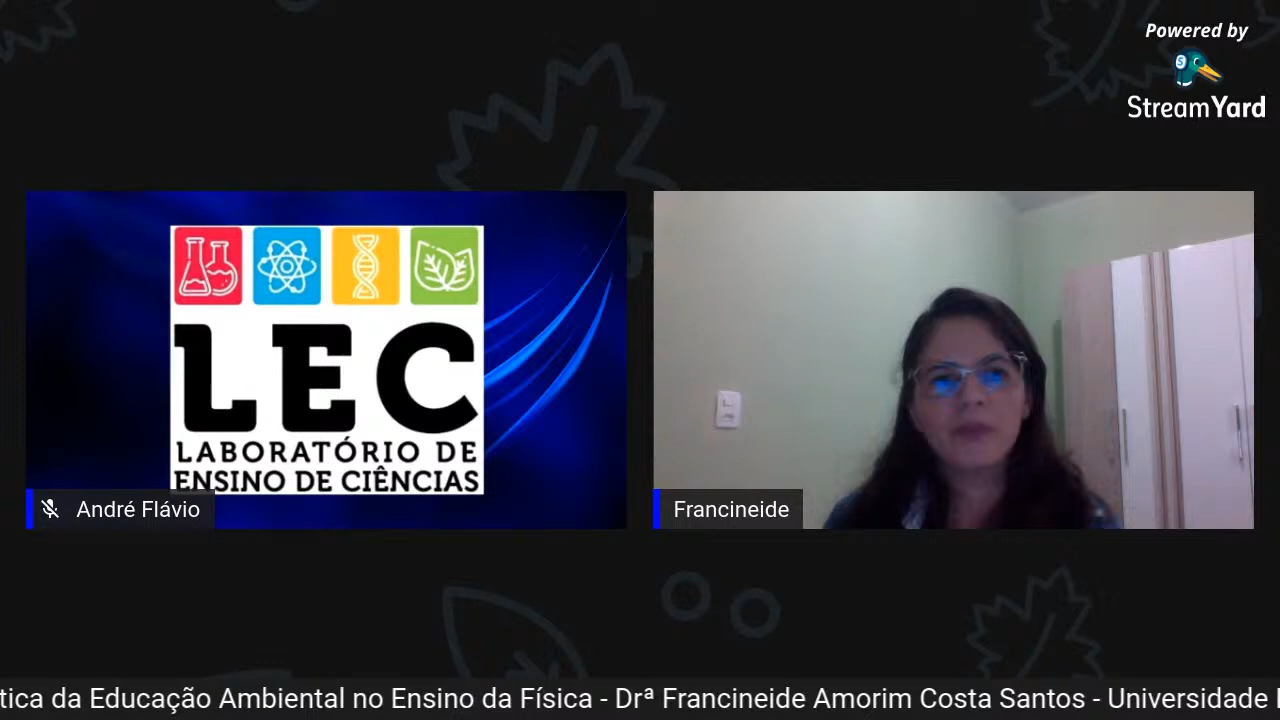 Powered by
StreamYard
LEC
LABORATÓRIO DE
ENSINO DE CIÊNCIAS
André Flávio
Francineide
tica da Educação Ambiental no Ensino da Física - Drª Francineide Amorim Costa Santos - Universidade